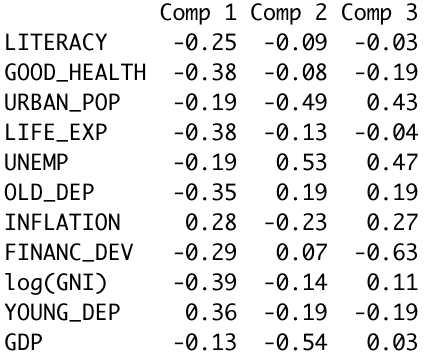 Comp 1 Comp 2 Comp 3
LITERACY -0.25 -0.09 -0.03
GOOD_HEALTH -0.38 -0.08 -0.19
URBAN_POP -0.19 -0.49 0.43
LIFE_EXP -0.38 -0.13 -0.04
UNEMP -0.19 0.53 0.47
OLD_DEP -0.35 0.19 0.19
INFLATION 0.28 -0.23 0.27
FINANC_DEV -0.29 0.07 -0.63
log(GNI) -0.39 -0.14 0.11
YOUNG_DEP 0.36 -0.19 -0.19
GDP -0.13 -0.54 0.03